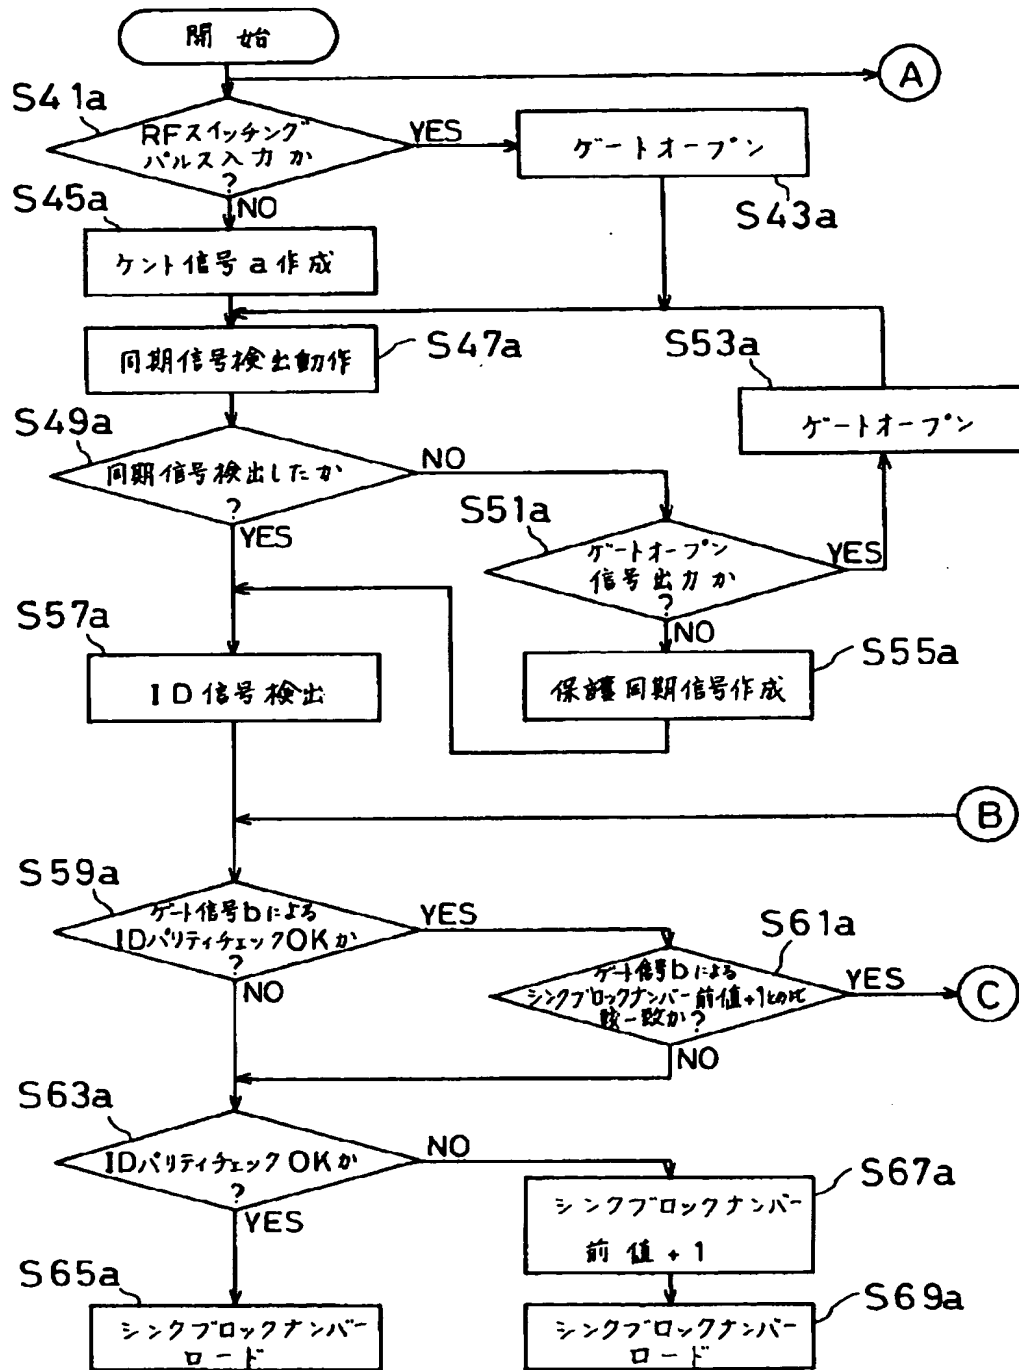 開始
A
S41a
RFスイッチング
パルス入力か
?
YES
ゲートオープン
S43a
NO
S45a
ケント信号a作成
同期信号検出動作
S47a
S53a
ゲートオープン
S49a
同期信号検出したか
?
NO
YES
S51a
ゲートオープン
信号出力か
?
YES
NO
S57a
ID信号検出
S55a
保護同期信号作成
B
S59a
ゲート信号bによる
IDパリティチェックOKか
?
YES
NO
S61a
ゲート信号bによる
シンクブロックナンバー前値+1との比
較一致か?
YES
C
NO
S63a
IDパリティチェックOKか
?
NO
YES
S67a
シンクブロックナンバー
前値+1
S65a
シンクブロックナンバー
ロード
S69a
シンクブロックナンバー
ロード